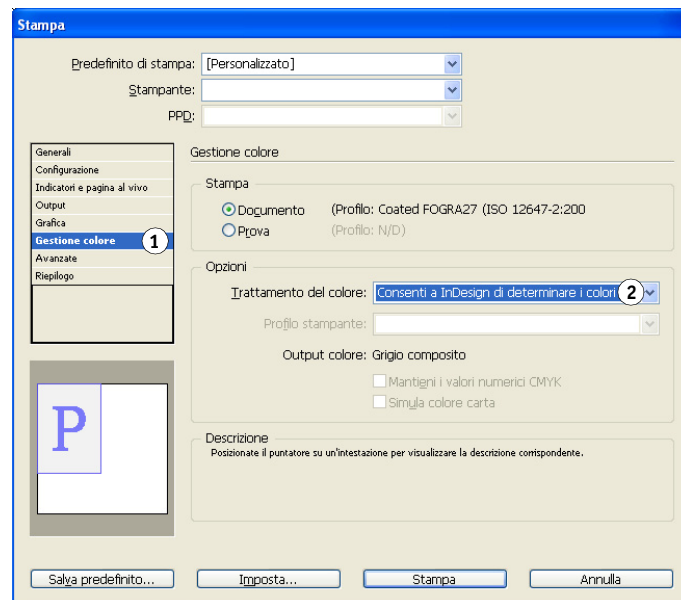 Stampa
Predefinito di stampa: [Personalizzato]
Stampante:
PPD:
Generali
Configurazione
Indicatori e pagina al vivo
Output
Grafica
Gestione colore 1
Avanzate
Riepilogo
Gestione colore
Stampa
Documento (Profilo: Coated FOGRA27 (ISO 12647-2:200
Prova (Profilo: N/D)
Opzioni
Trattamento del colore: Consenti a InDesign di determinare i colori 2
Profilo stampante:
Output colore: Grigio composito
Mantieni i valori numerici CMYK
Simula colore carta
Descrizione
Posizionate il puntatore su un'intestazione per visualizzare la descrizione corrispondente.
P
Salva predefinito... Imposta... Stampa Annulla